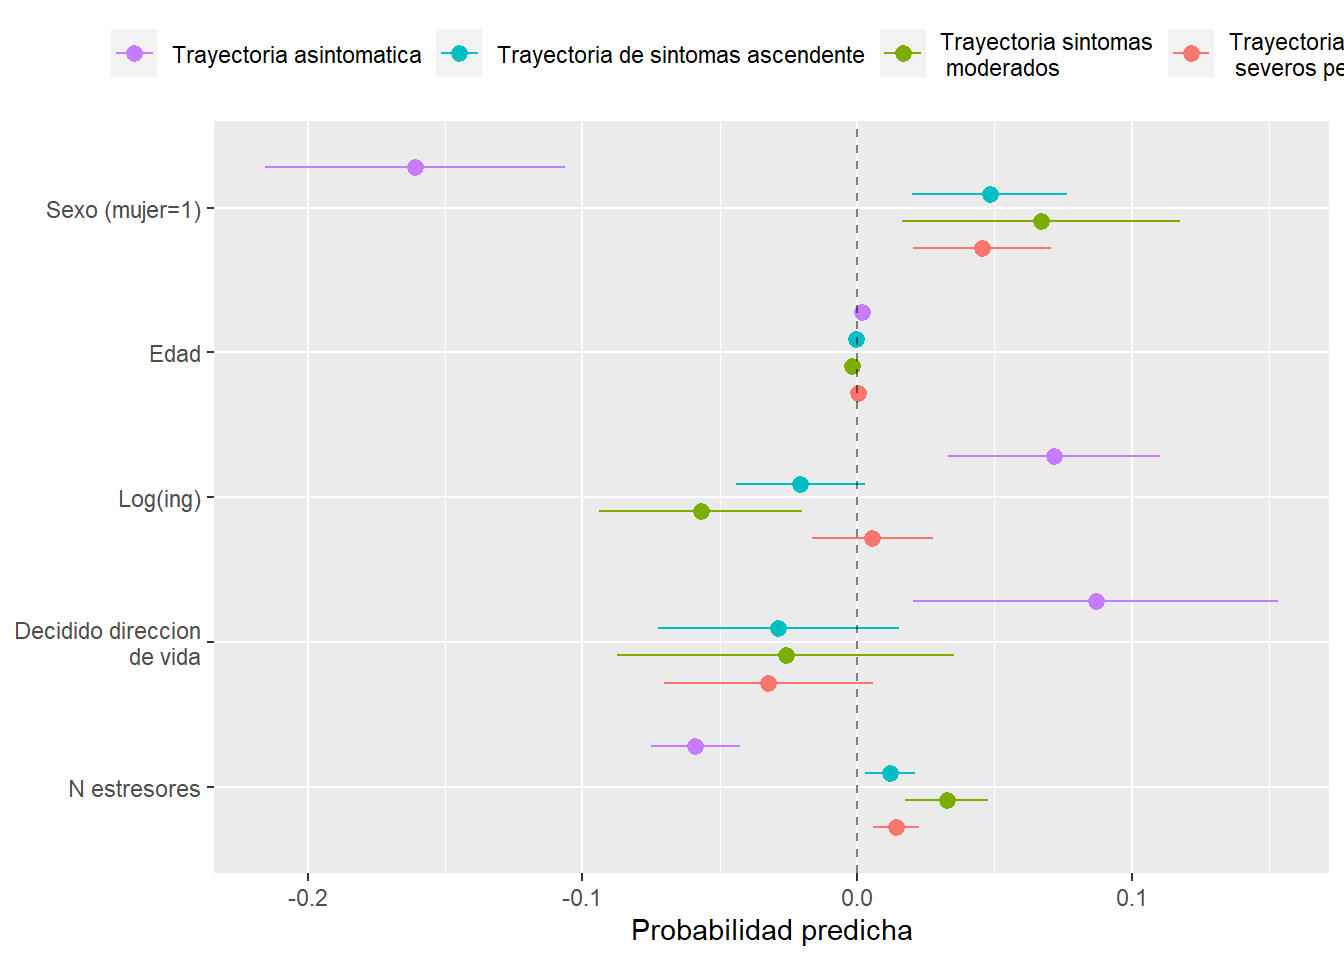 Trayectoria asintomatica
Trayectoria de sintomas ascendente
Trayectoria sintomas
moderados
Trayectoria
severos
Sexo (mujer=1)
Edad
Log(ing)
Decidido direccion
de vida
N estresores
-0.2
-0.1
0.0
0.1
Probabilidad predicha